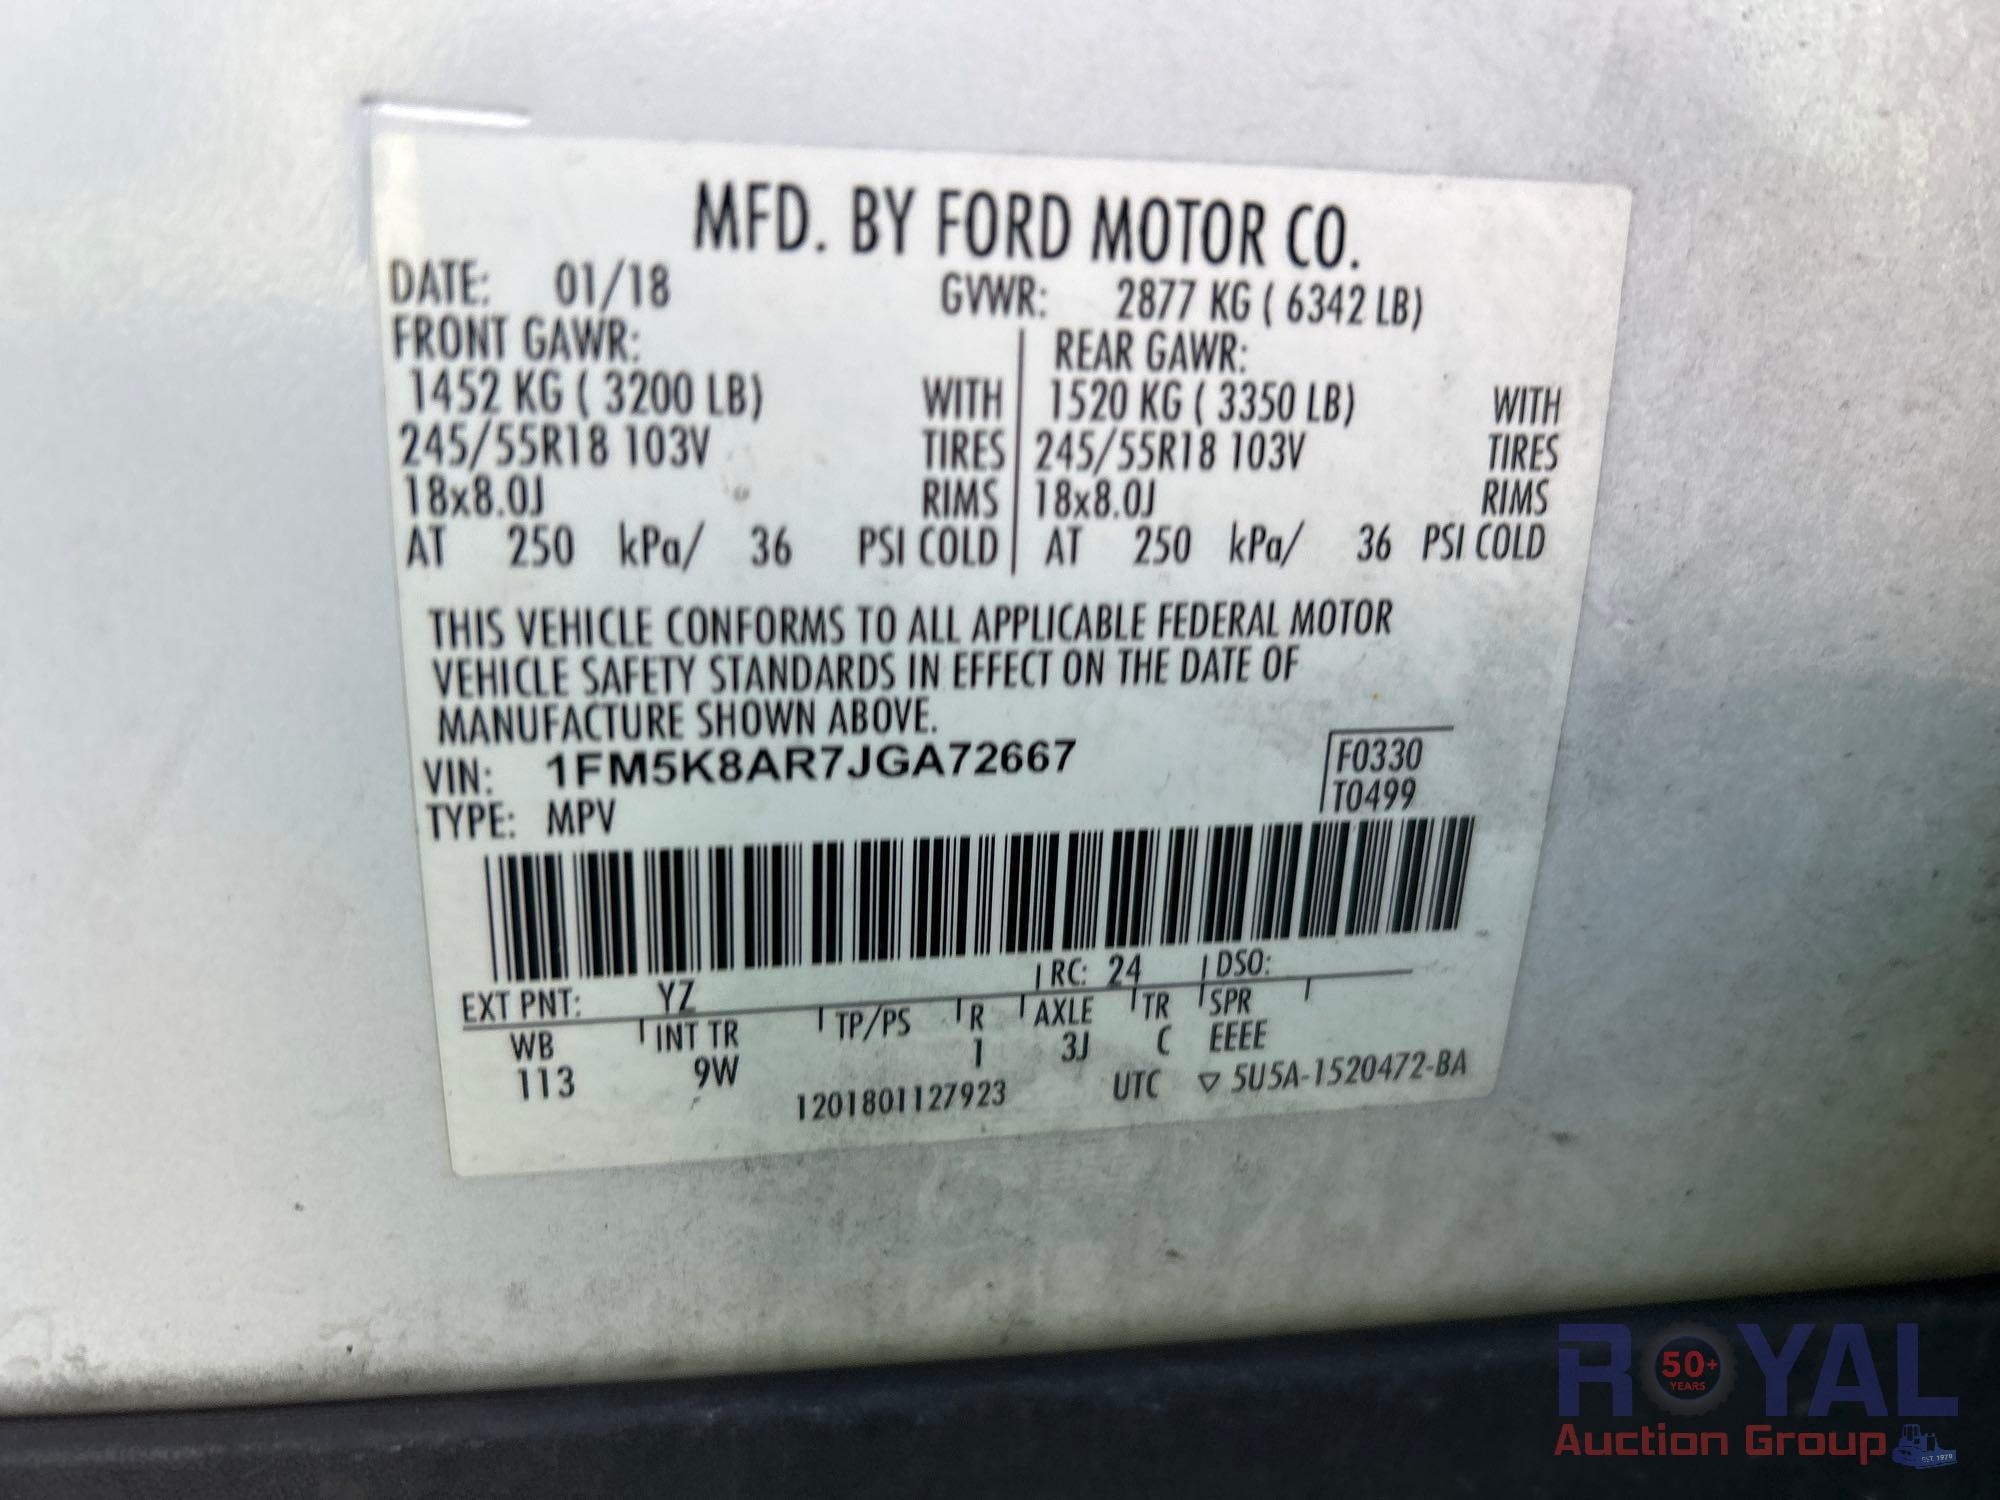 MFD. BY FORD MOTOR CO.
DATE: 01/18 GVWR: 2877 KG ( 6342 LB)
FRONT GAWR: REAR GAWR:
1452 KG ( 3200 LB) WITH 1520 KG ( 3350 LB) WITH
245/55R18 103V TIRES 245/55R18 103V TIRES
18x8.0J RIMS 18x8.0J RIMS
AT 250 kPa/ 36 PSI COLD AT 250 kPa/ 36 PSI COLD
THIS VEHICLE CONFORMS TO ALL APPLICABLE FEDERAL MOTOR
VEHICLE SAFETY STANDARDS IN EFFECT ON THE DATE OF
MANUFACTURE SHOWN ABOVE.
VIN: 1FM5K8AR7JGA72667 F0330
TYPE: MPV T0499
EXT PNT: YZ RC: 24 DSO:
WB INT TR TP/PS R AXLE TR SPR
113 9W 1 3J C EEEE
1201801127923 UTC ▽ 5U5A-1520472-BA
ROYAL
50+
YEARS
Auction Group
EST. 1970